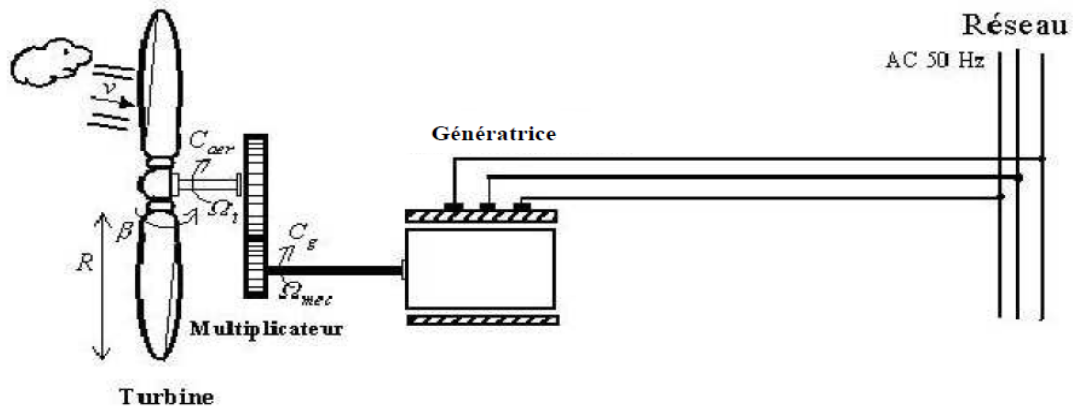 Réseau
AC 50 Hz
v
Génératrice
C_aer
Ω_t
β
C_g
R
Ω_mec
Multiplicateur
Turbine